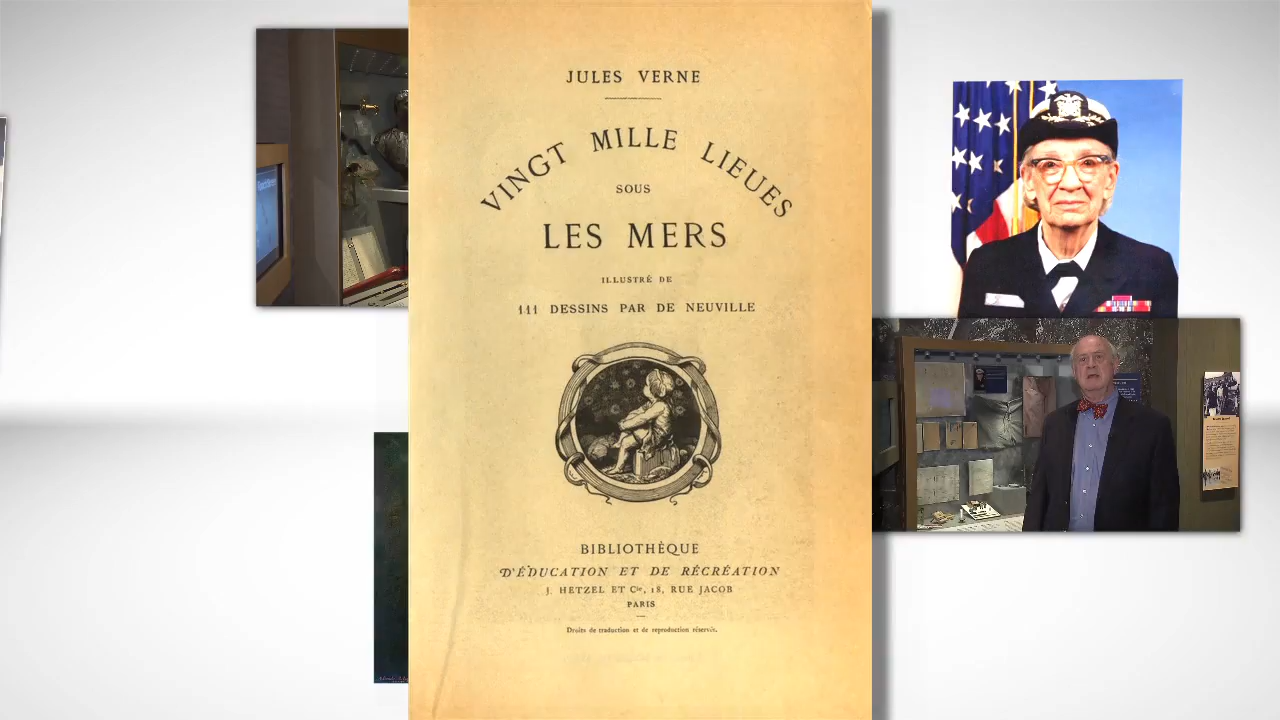 JULES VERNE
VINGT MILLE LIEUES
SOUS
LES MERS
ILLUSTRÉ DE
111 DESSINS PAR DE NEUVILLE
BIBLIOTHÈQUE
D'ÉDUCATION ET DE RÉCRÉATION
J. HETZEL ET Cie, 18, RUE JACOB
PARIS
Droits de traduction et de reproduction réservés.